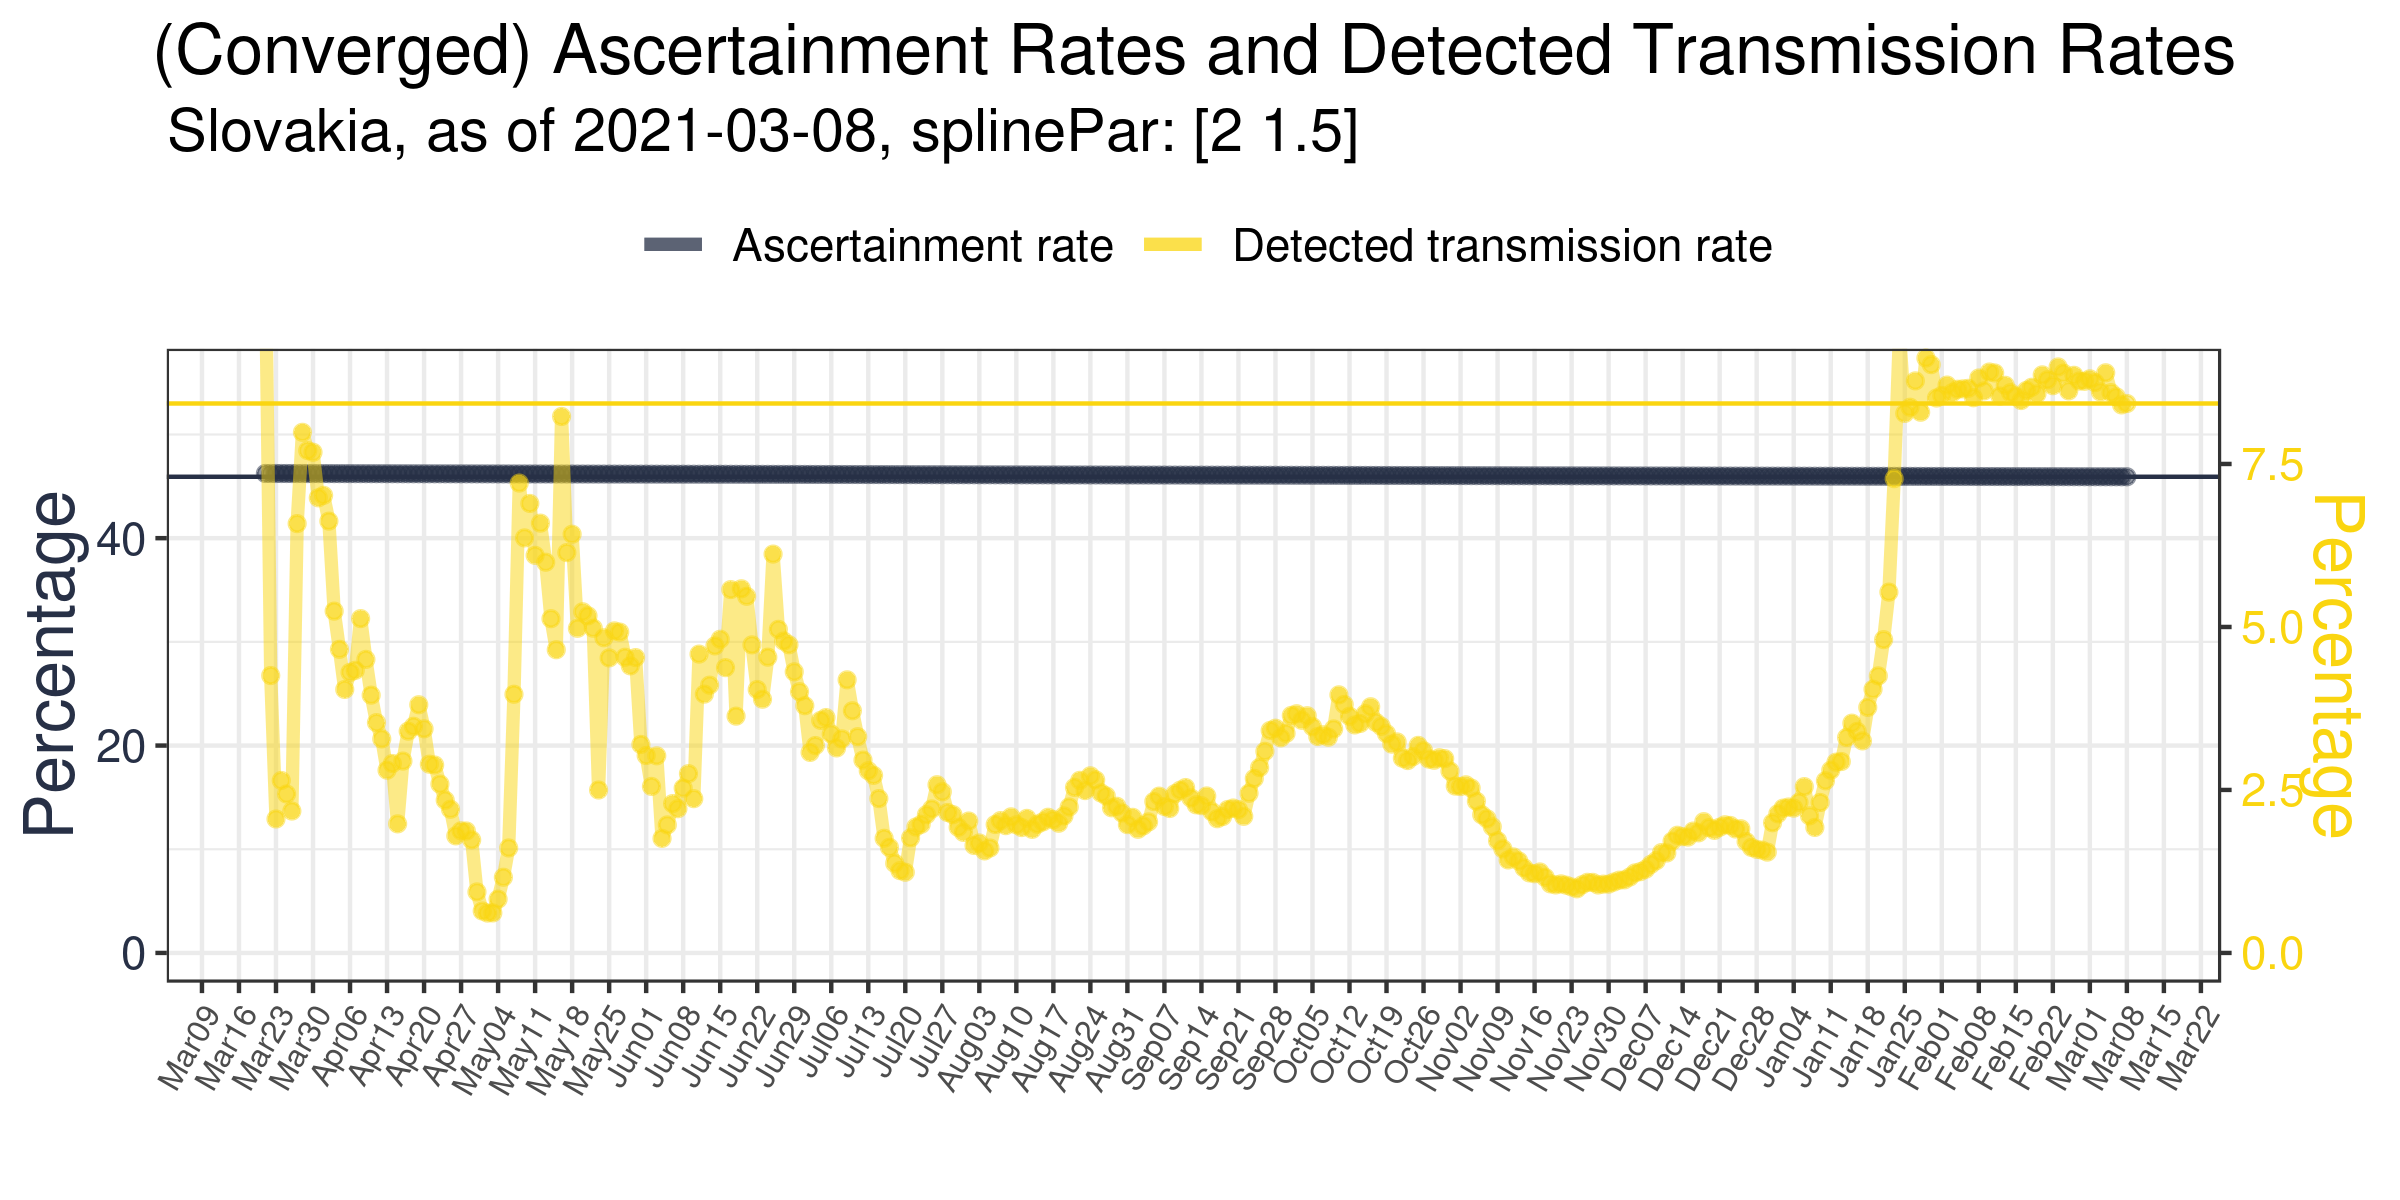 (Converged) Ascertainment Rates and Detected Transmission Rates
Slovakia, as of 2021-03-08, splinePar: [2 1.5]
Ascertainment rate Detected transmission rate
Percentage
40
20
0
7.5
5.0
2.5
0.0
Percentage
Mar09 Mar16 Mar23 Mar30 Apr06 Apr13 Apr20 Apr27 May04 May11 May18 May25 Jun01 Jun08 Jun15 Jun22 Jun29 Jul06 Jul13 Jul20 Jul27 Aug03 Aug10 Aug17 Aug24 Aug31 Sep07 Sep14 Sep21 Sep28 Oct05 Oct12 Oct19 Oct26 Nov02 Nov09 Nov16 Nov23 Nov30 Dec07 Dec14 Dec21 Dec28 Jan04 Jan11 Jan18 Jan25 Feb01 Feb08 Feb15 Feb22 Mar01 Mar08 Mar15 Mar22